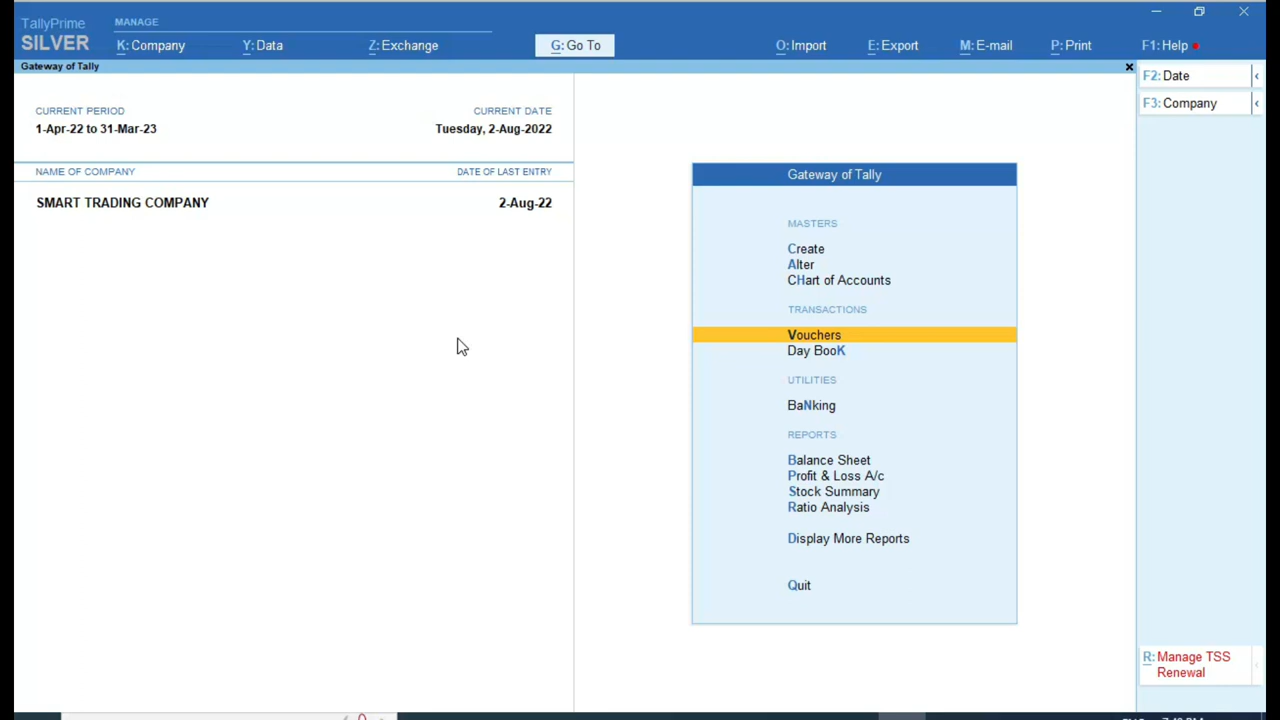 TallyPrime
SILVER
MANAGE
K: Company
Y: Data
Z: Exchange
G: Go To
O: Import
E: Export
M: E-mail
P: Print
F1: Help
Gateway of Tally
CURRENT PERIOD
1-Apr-22 to 31-Mar-23
CURRENT DATE
Tuesday, 2-Aug-2022
NAME OF COMPANY
DATE OF LAST ENTRY
SMART TRADING COMPANY
2-Aug-22
Gateway of Tally
MASTERS
Create
Alter
CHart of Accounts
TRANSACTIONS
Vouchers
Day BooK
UTILITIES
BaNking
REPORTS
Balance Sheet
Profit & Loss A/c
Stock Summary
Ratio Analysis
Display More Reports
Quit
F2: Date
F3: Company
R: Manage TSS
Renewal